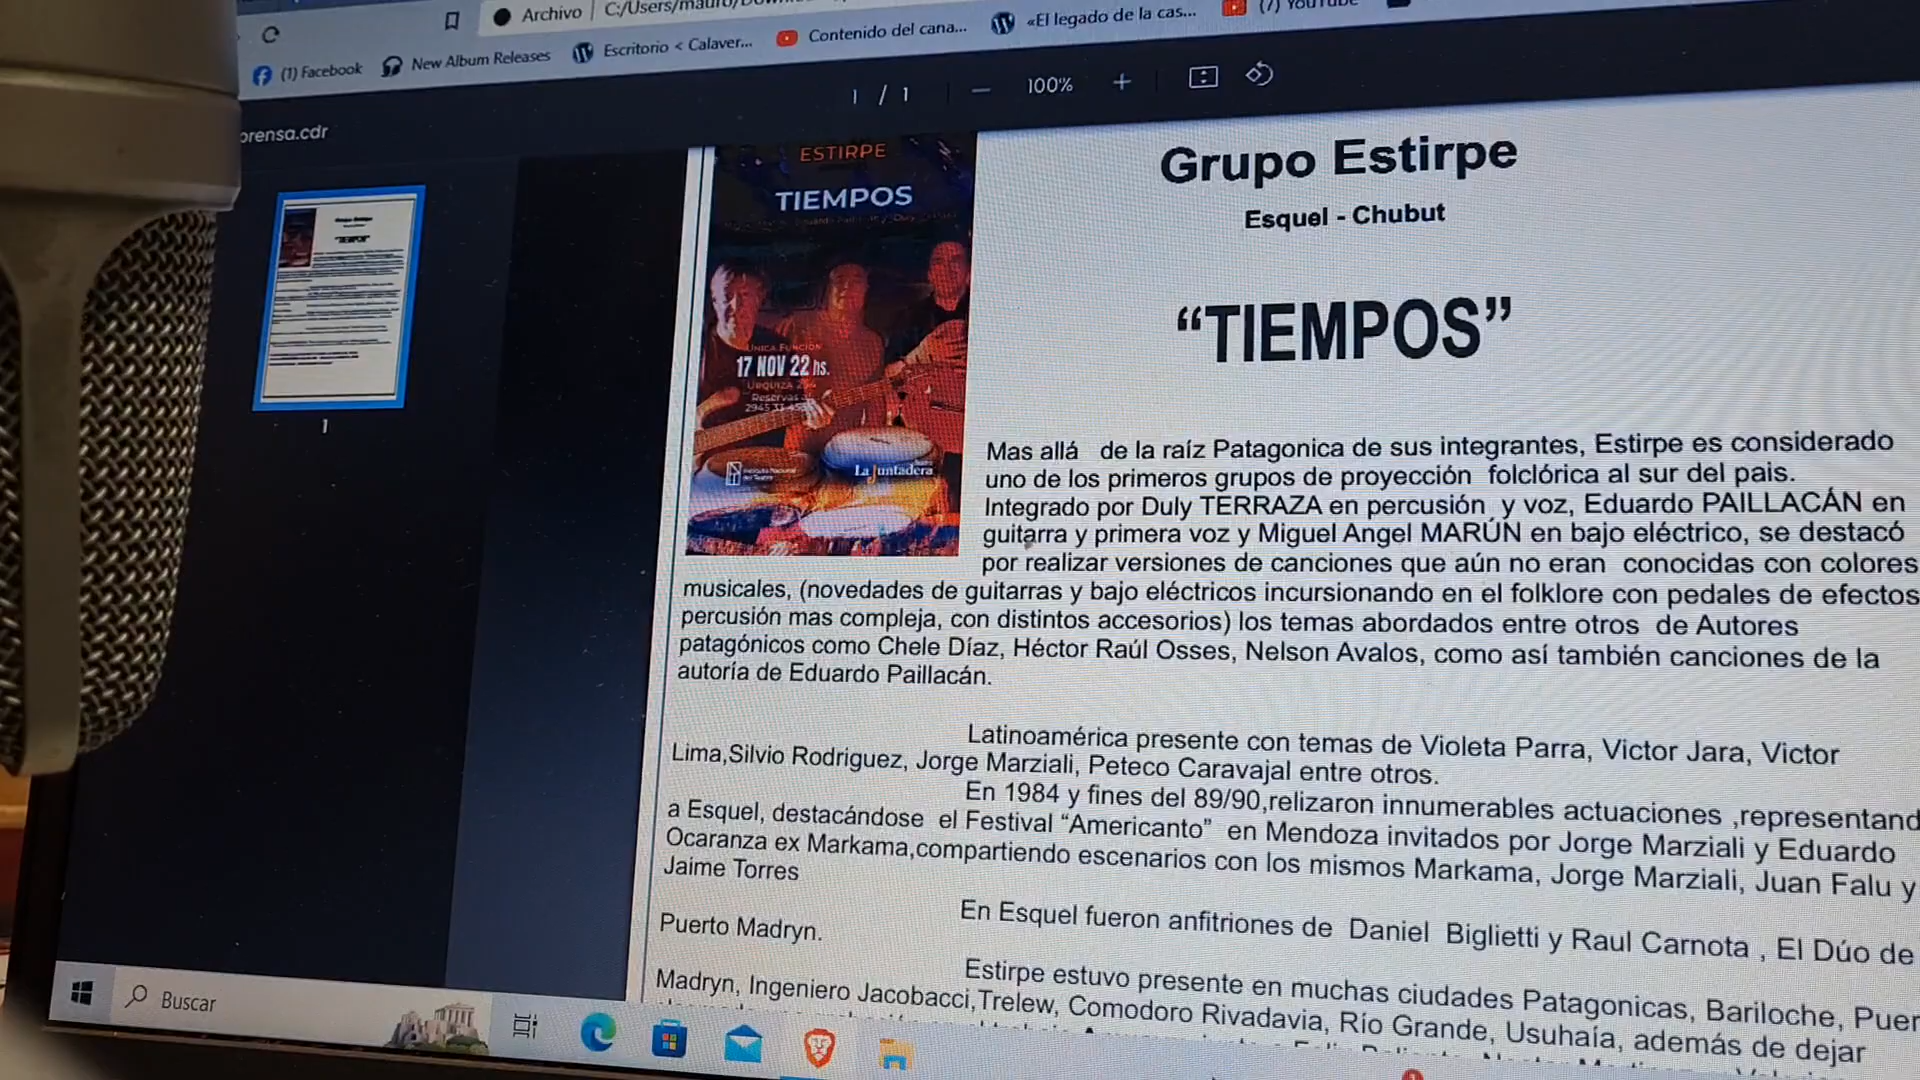 Archivo | C:/Users/mauro/
(1) Facebook New Album Releases Escritorio < Calaver... Contenido del cana... «El legado de la cas... (7) YouTube
1 / 1 — 100% +
prensa.cdr
ESTIRPE
TIEMPOS
Única Función
17 NOV 22 hs.
Urquiza
Reservas
2945
Instituto Nacional del Teatro
La Juntadera
1
Grupo Estirpe
Esquel - Chubut
“TIEMPOS”
Mas allá de la raíz Patagonica de sus integrantes, Estirpe es considerado
uno de los primeros grupos de proyección folclórica al sur del pais.
Integrado por Duly TERRAZA en percusión y voz, Eduardo PAILLACÁN en
guitarra y primera voz y Miguel Angel MARÚN en bajo eléctrico, se destacó
por realizar versiones de canciones que aún no eran conocidas con colores
musicales, (novedades de guitarras y bajo eléctricos incursionando en el folklore con pedales de efectos
percusión mas compleja, con distintos accesorios) los temas abordados entre otros de Autores
patagónicos como Chele Díaz, Héctor Raúl Osses, Nelson Avalos, como así también canciones de la
autoría de Eduardo Paillacán.
Latinoamérica presente con temas de Violeta Parra, Victor Jara, Victor
Lima,Silvio Rodriguez, Jorge Marziali, Peteco Caravajal entre otros.
En 1984 y fines del 89/90,relizaron innumerables actuaciones ,representand
a Esquel, destacándose el Festival “Americanto” en Mendoza invitados por Jorge Marziali y Eduardo
Ocaranza ex Markama,compartiendo escenarios con los mismos Markama, Jorge Marziali, Juan Falu y
Jaime Torres
En Esquel fueron anfitriones de Daniel Biglietti y Raul Carnota , El Dúo de
Puerto Madryn.
Estirpe estuvo presente en muchas ciudades Patagonicas, Bariloche, Puer
Madryn, Ingeniero Jacobacci,Trelew, Comodoro Rivadavia, Río Grande, Usuhaía, además de dejar
Buscar